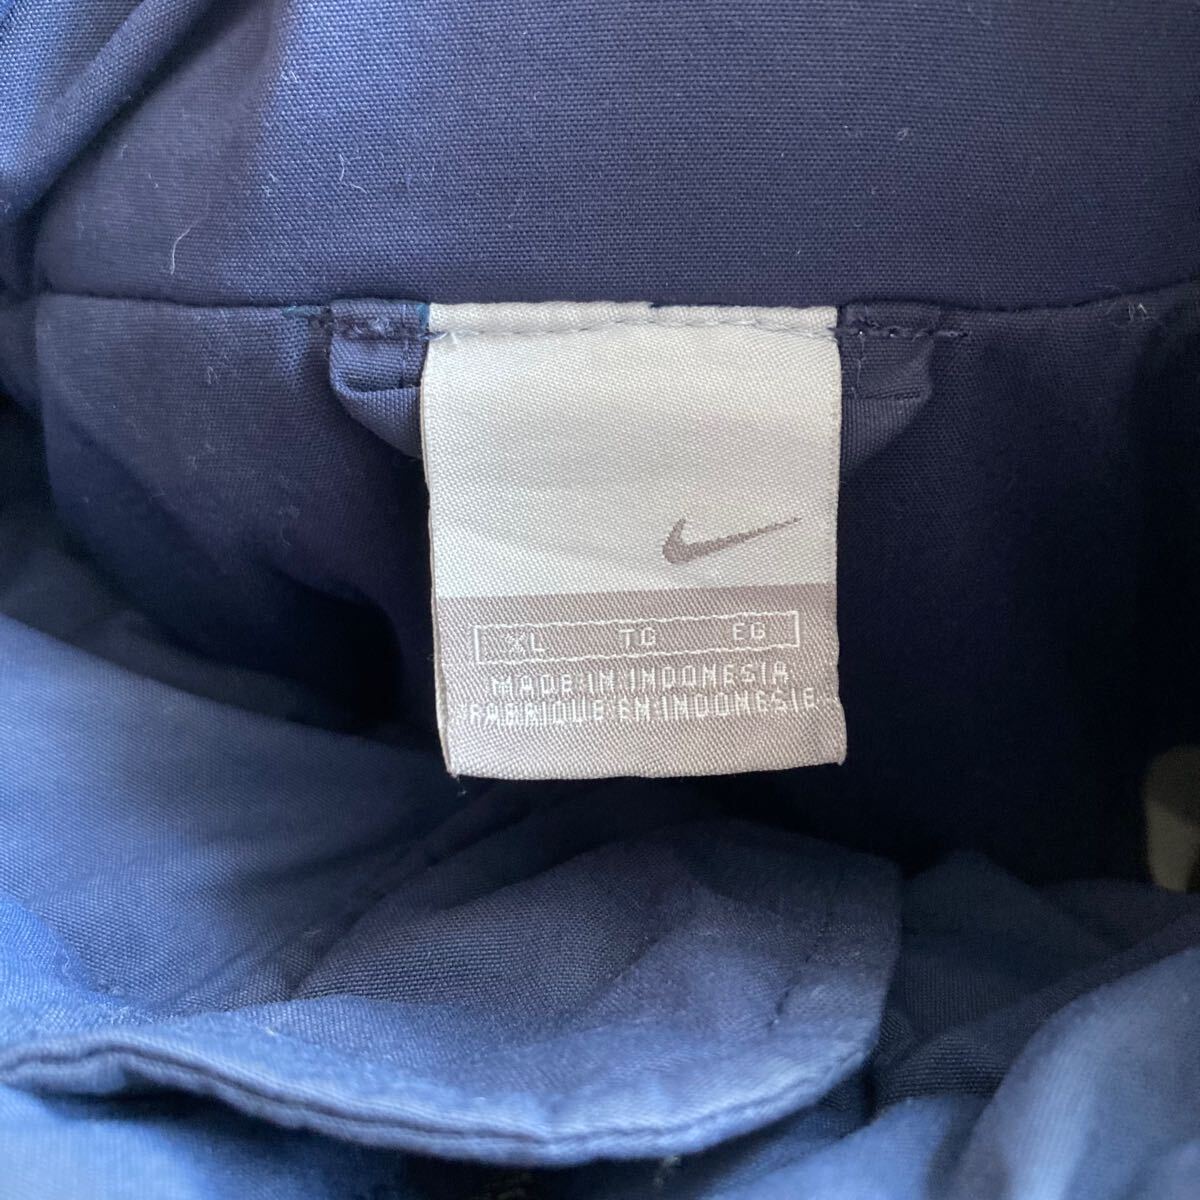 XL TG EG
MADE IN INDONESIA
FABRIQUE EN INDONESIE